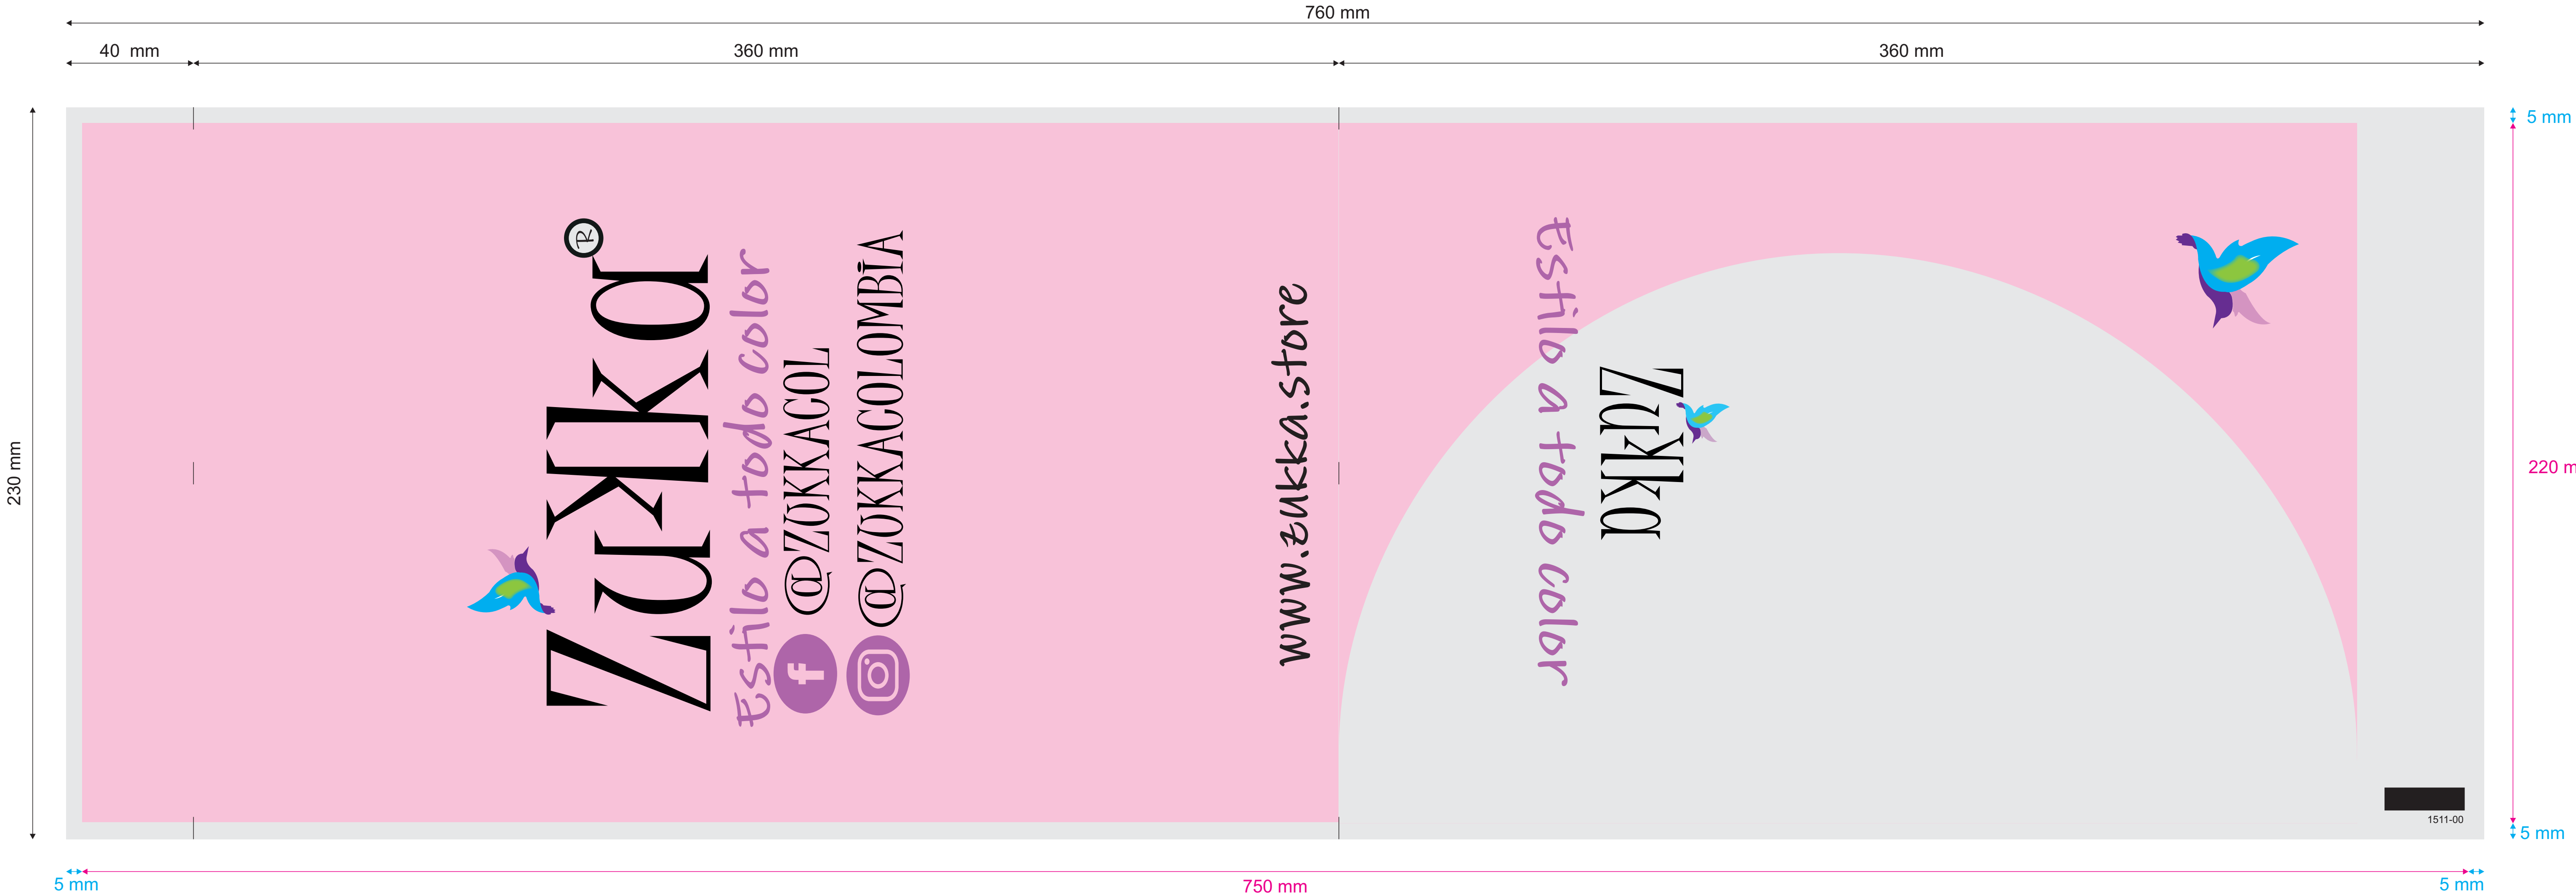 760 mm
40 mm
360 mm
360 mm
5 mm
230 mm
220 m
Zukka®
Estilo a todo color
@ZUKKACOL
@ZUKKACOLOMBIA
www.zukka.store
Estilo a todo color
Zukka
1511-00
5 mm
5 mm
750 mm
5 mm